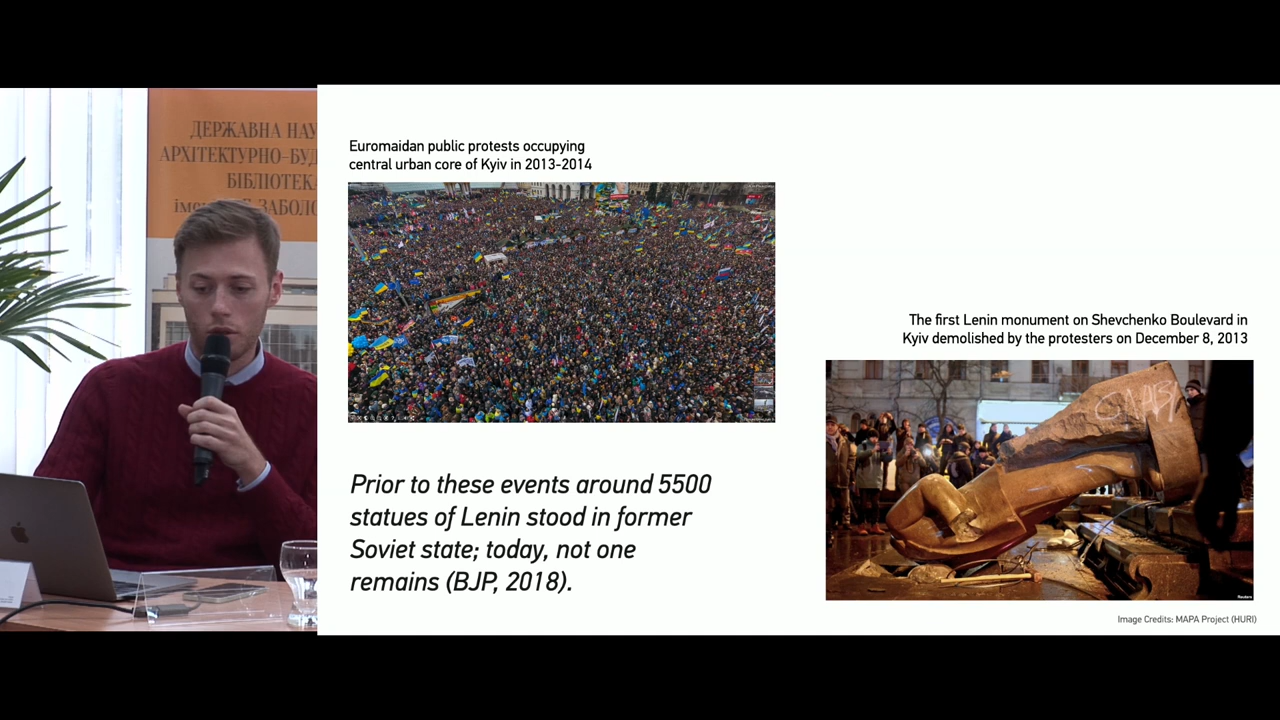 ДЕРЖАВНА НАУ
АРХІТЕКТУРНО-БУД
БІБЛІОТЕК
ЗАБОЛО
Euromaidan public protests occupying
central urban core of Kyiv in 2013-2014
The first Lenin monument on Shevchenko Boulevard in
Kyiv demolished by the protesters on December 8, 2013
Prior to these events around 5500
statues of Lenin stood in former
Soviet state; today, not one
remains (BJP, 2018).
Image Credits: MAPA Project (HURI)